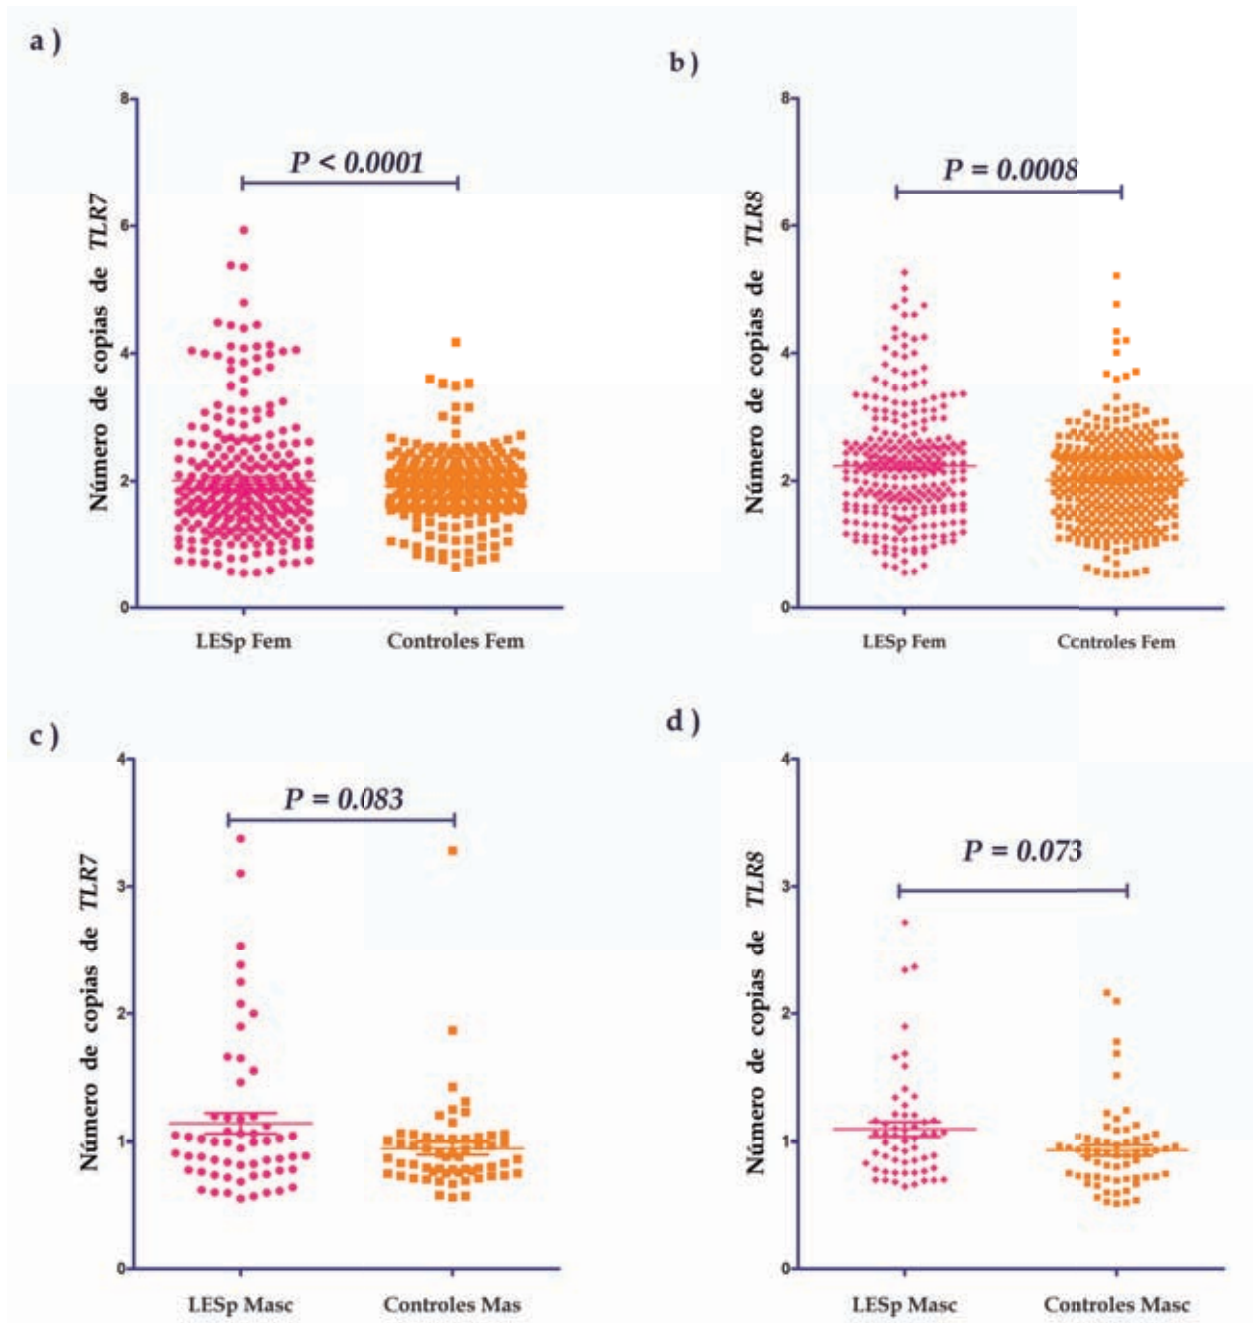 a )
8
6
4
2
0
Número de copias de TLR7
P < 0.0001
LESp Fem
Controles Fem
b )
8
6
4
2
0
Número de copias de TLR8
P = 0.0008
LESp Fem
Ccntroles Fem
c )
4
3
2
1
0
Número de copias de TLR7
P = 0.083
LESp Masc
Controles Mas
d )
4
3
2
1
0
Número de copias de TLR8
P = 0.073
LESp Masc
Controles Masc